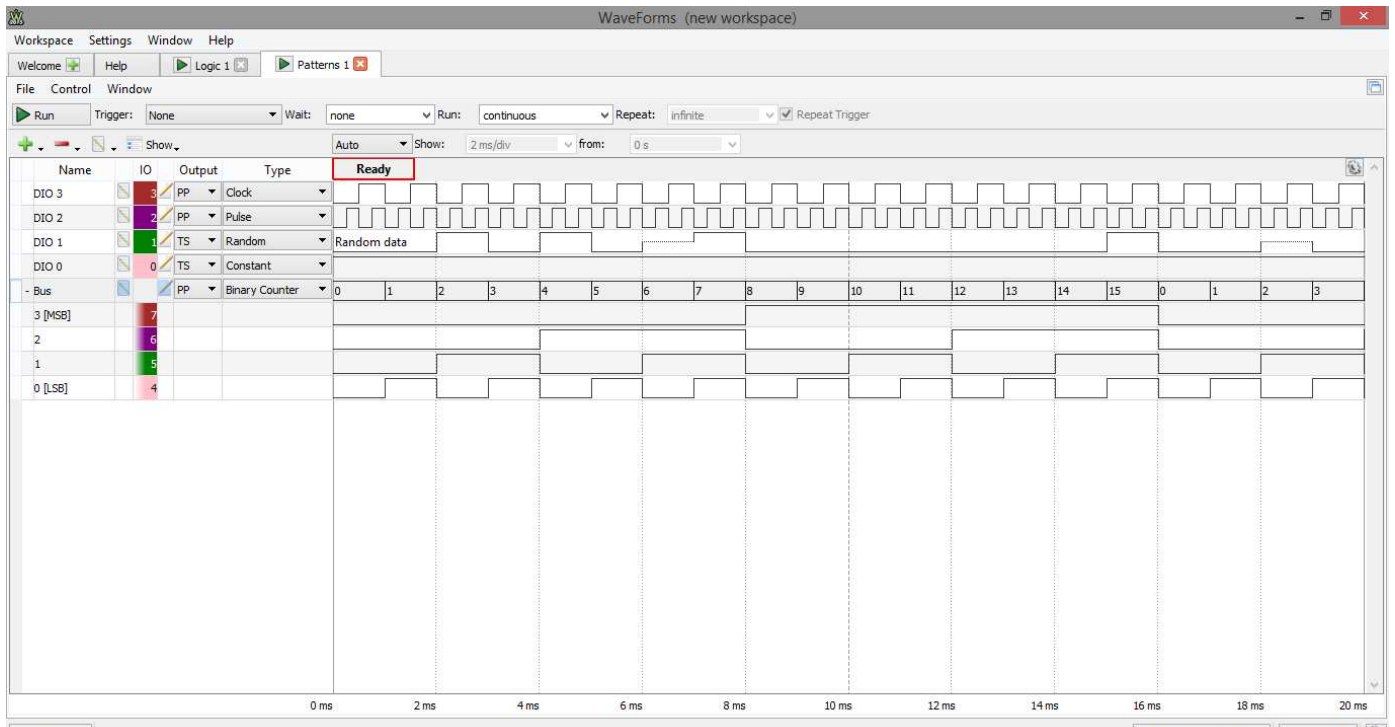 WaveForms (new workspace)
Workspace Settings Window Help
Welcome Help Logic 1 Patterns 1
File Control Window
Run Trigger: None Wait: none Run: continuous Repeat: infinite Repeat Trigger
Show Auto Show: 2 ms/div from: 0 s
Name IO Output Type Ready
DIO 3 3 PP Clock
DIO 2 2 PP Pulse
DIO 1 1 TS Random Random data
DIO 0 0 TS Constant
- Bus PP Binary Counter 0 1 2 3 4 5 6 7 8 9 10 11 12 13 14 15 0 1 2 3
3 [MSB] 7
2 6
1 5
0 [LSB] 4
0 ms 2 ms 4 ms 6 ms 8 ms 10 ms 12 ms 14 ms 16 ms 18 ms 20 ms